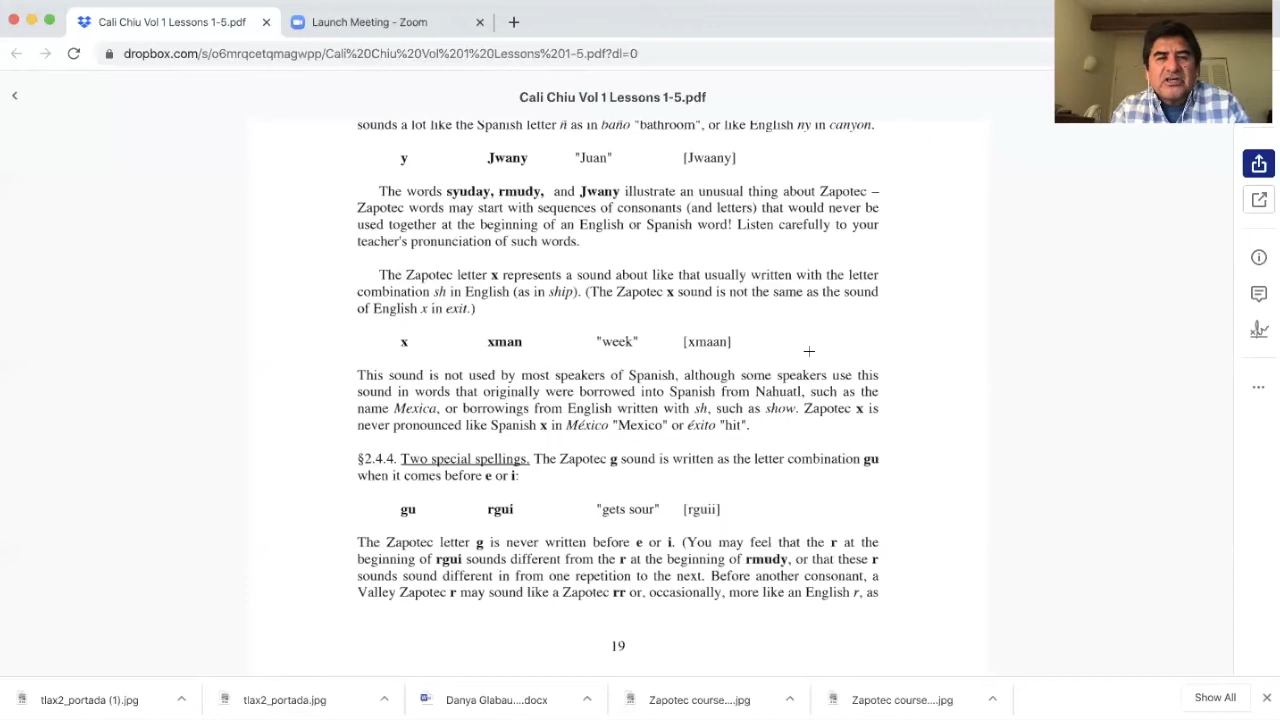 Cali Chiu Vol 1 Lessons 1-5.pdf
Launch Meeting - Zoom
dropbox.com/s/o6mrqcetqmagwpp/Cali%20Chiu%20Vol%201%20Lessons%201-5.pdf?dl=0
Cali Chiu Vol 1 Lessons 1-5.pdf
sounds a lot like the Spanish letter ñ as in baño "bathroom", or like English ny in canyon.
y Jwany "Juan" [Jwaany]
The words syuday, rmudy, and Jwany illustrate an unusual thing about Zapotec –
Zapotec words may start with sequences of consonants (and letters) that would never be
used together at the beginning of an English or Spanish word! Listen carefully to your
teacher's pronunciation of such words.
The Zapotec letter x represents a sound about like that usually written with the letter
combination sh in English (as in ship). (The Zapotec x sound is not the same as the sound
of English x in exit.)
x xman "week" [xmaan]
This sound is not used by most speakers of Spanish, although some speakers use this
sound in words that originally were borrowed into Spanish from Nahuatl, such as the
name Mexica, or borrowings from English written with sh, such as show. Zapotec x is
never pronounced like Spanish x in México "Mexico" or éxito "hit".
§2.4.4. Two special spellings. The Zapotec g sound is written as the letter combination gu
when it comes before e or i:
gu rgui "gets sour" [rguii]
The Zapotec letter g is never written before e or i. (You may feel that the r at the
beginning of rgui sounds different from the r at the beginning of rmudy, or that these r
sounds sound different in from one repetition to the next. Before another consonant, a
Valley Zapotec r may sound like a Zapotec rr or, occasionally, more like an English r, as
19
tlax2_portada (1).jpg
tlax2_portada.jpg
Danya Glabau....docx
Zapotec course....jpg
Zapotec course....jpg
Show All